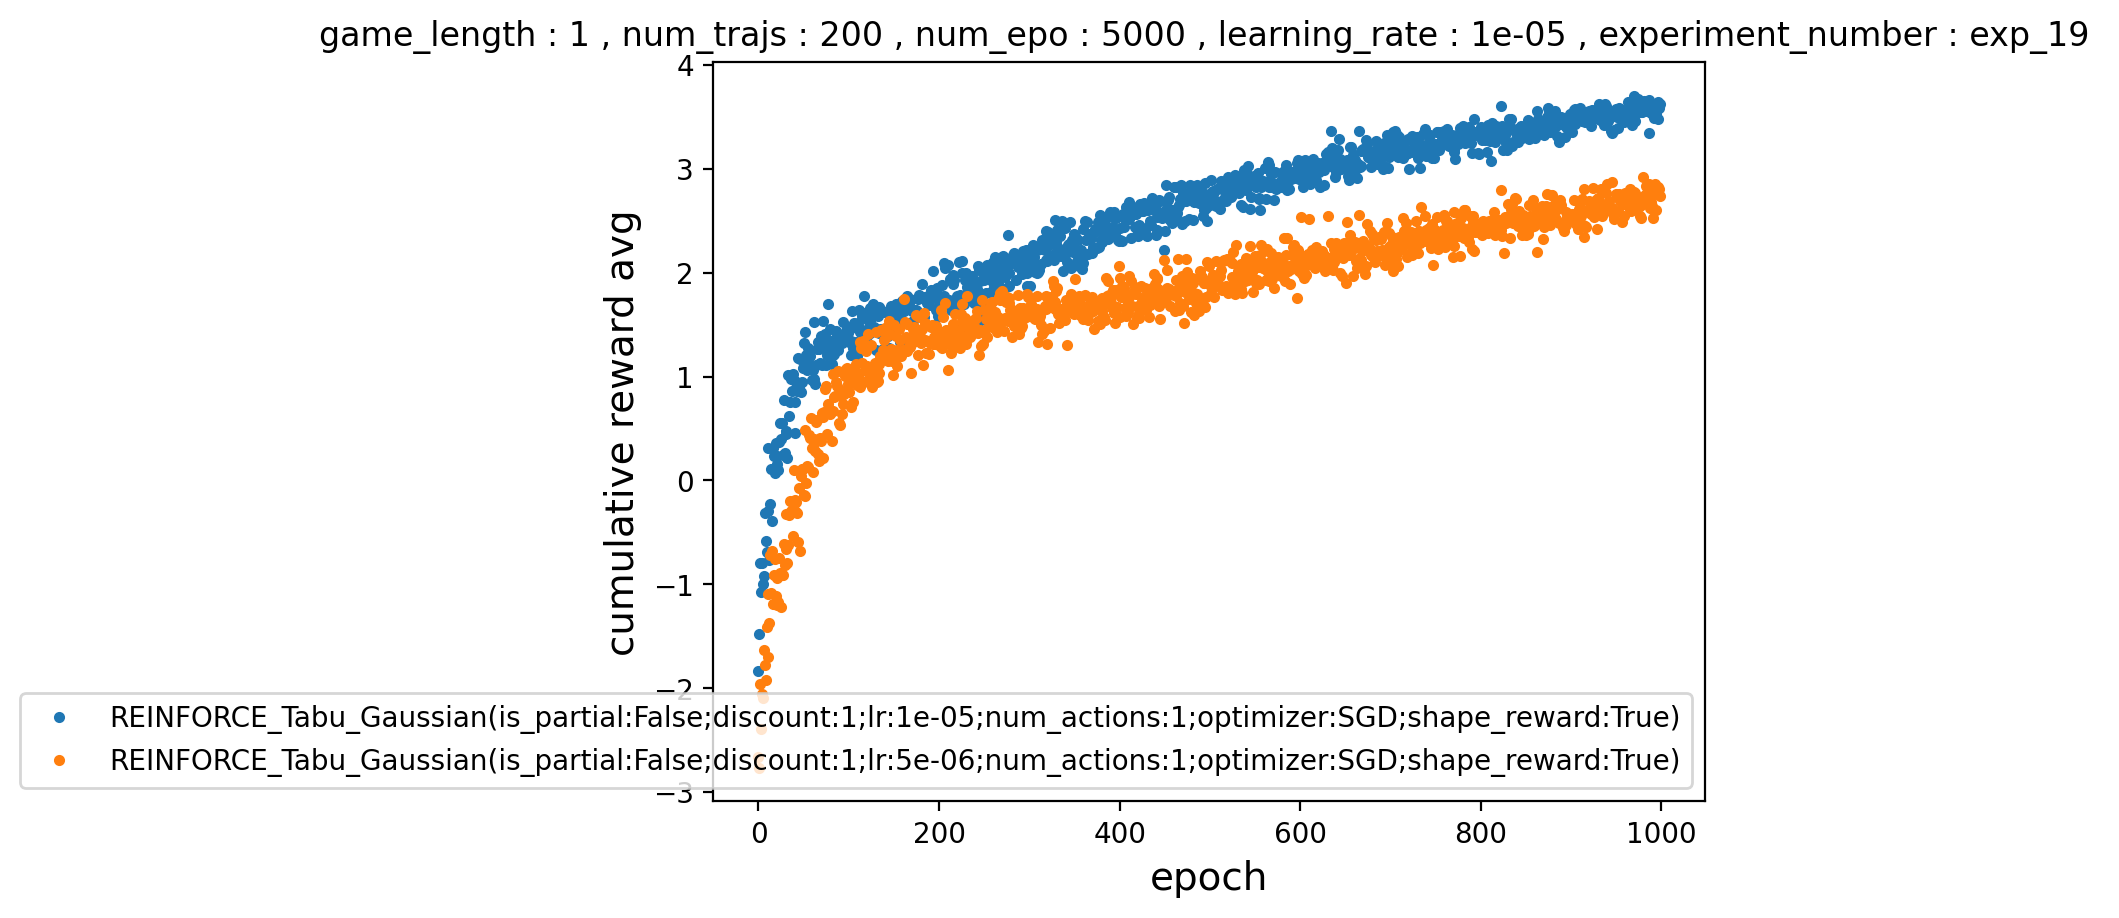 game_length : 1 , num_trajs : 200 , num_epo : 5000 , learning_rate : 1e-05 , experiment_number : exp_19
cumulative reward avg
4
3
2
1
0
−1
−2
−3
REINFORCE_Tabu_Gaussian(is_partial:False;discount:1;lr:1e-05;num_actions:1;optimizer:SGD;shape_reward:True)
REINFORCE_Tabu_Gaussian(is_partial:False;discount:1;lr:5e-06;num_actions:1;optimizer:SGD;shape_reward:True)
0 200 400 600 800 1000
epoch